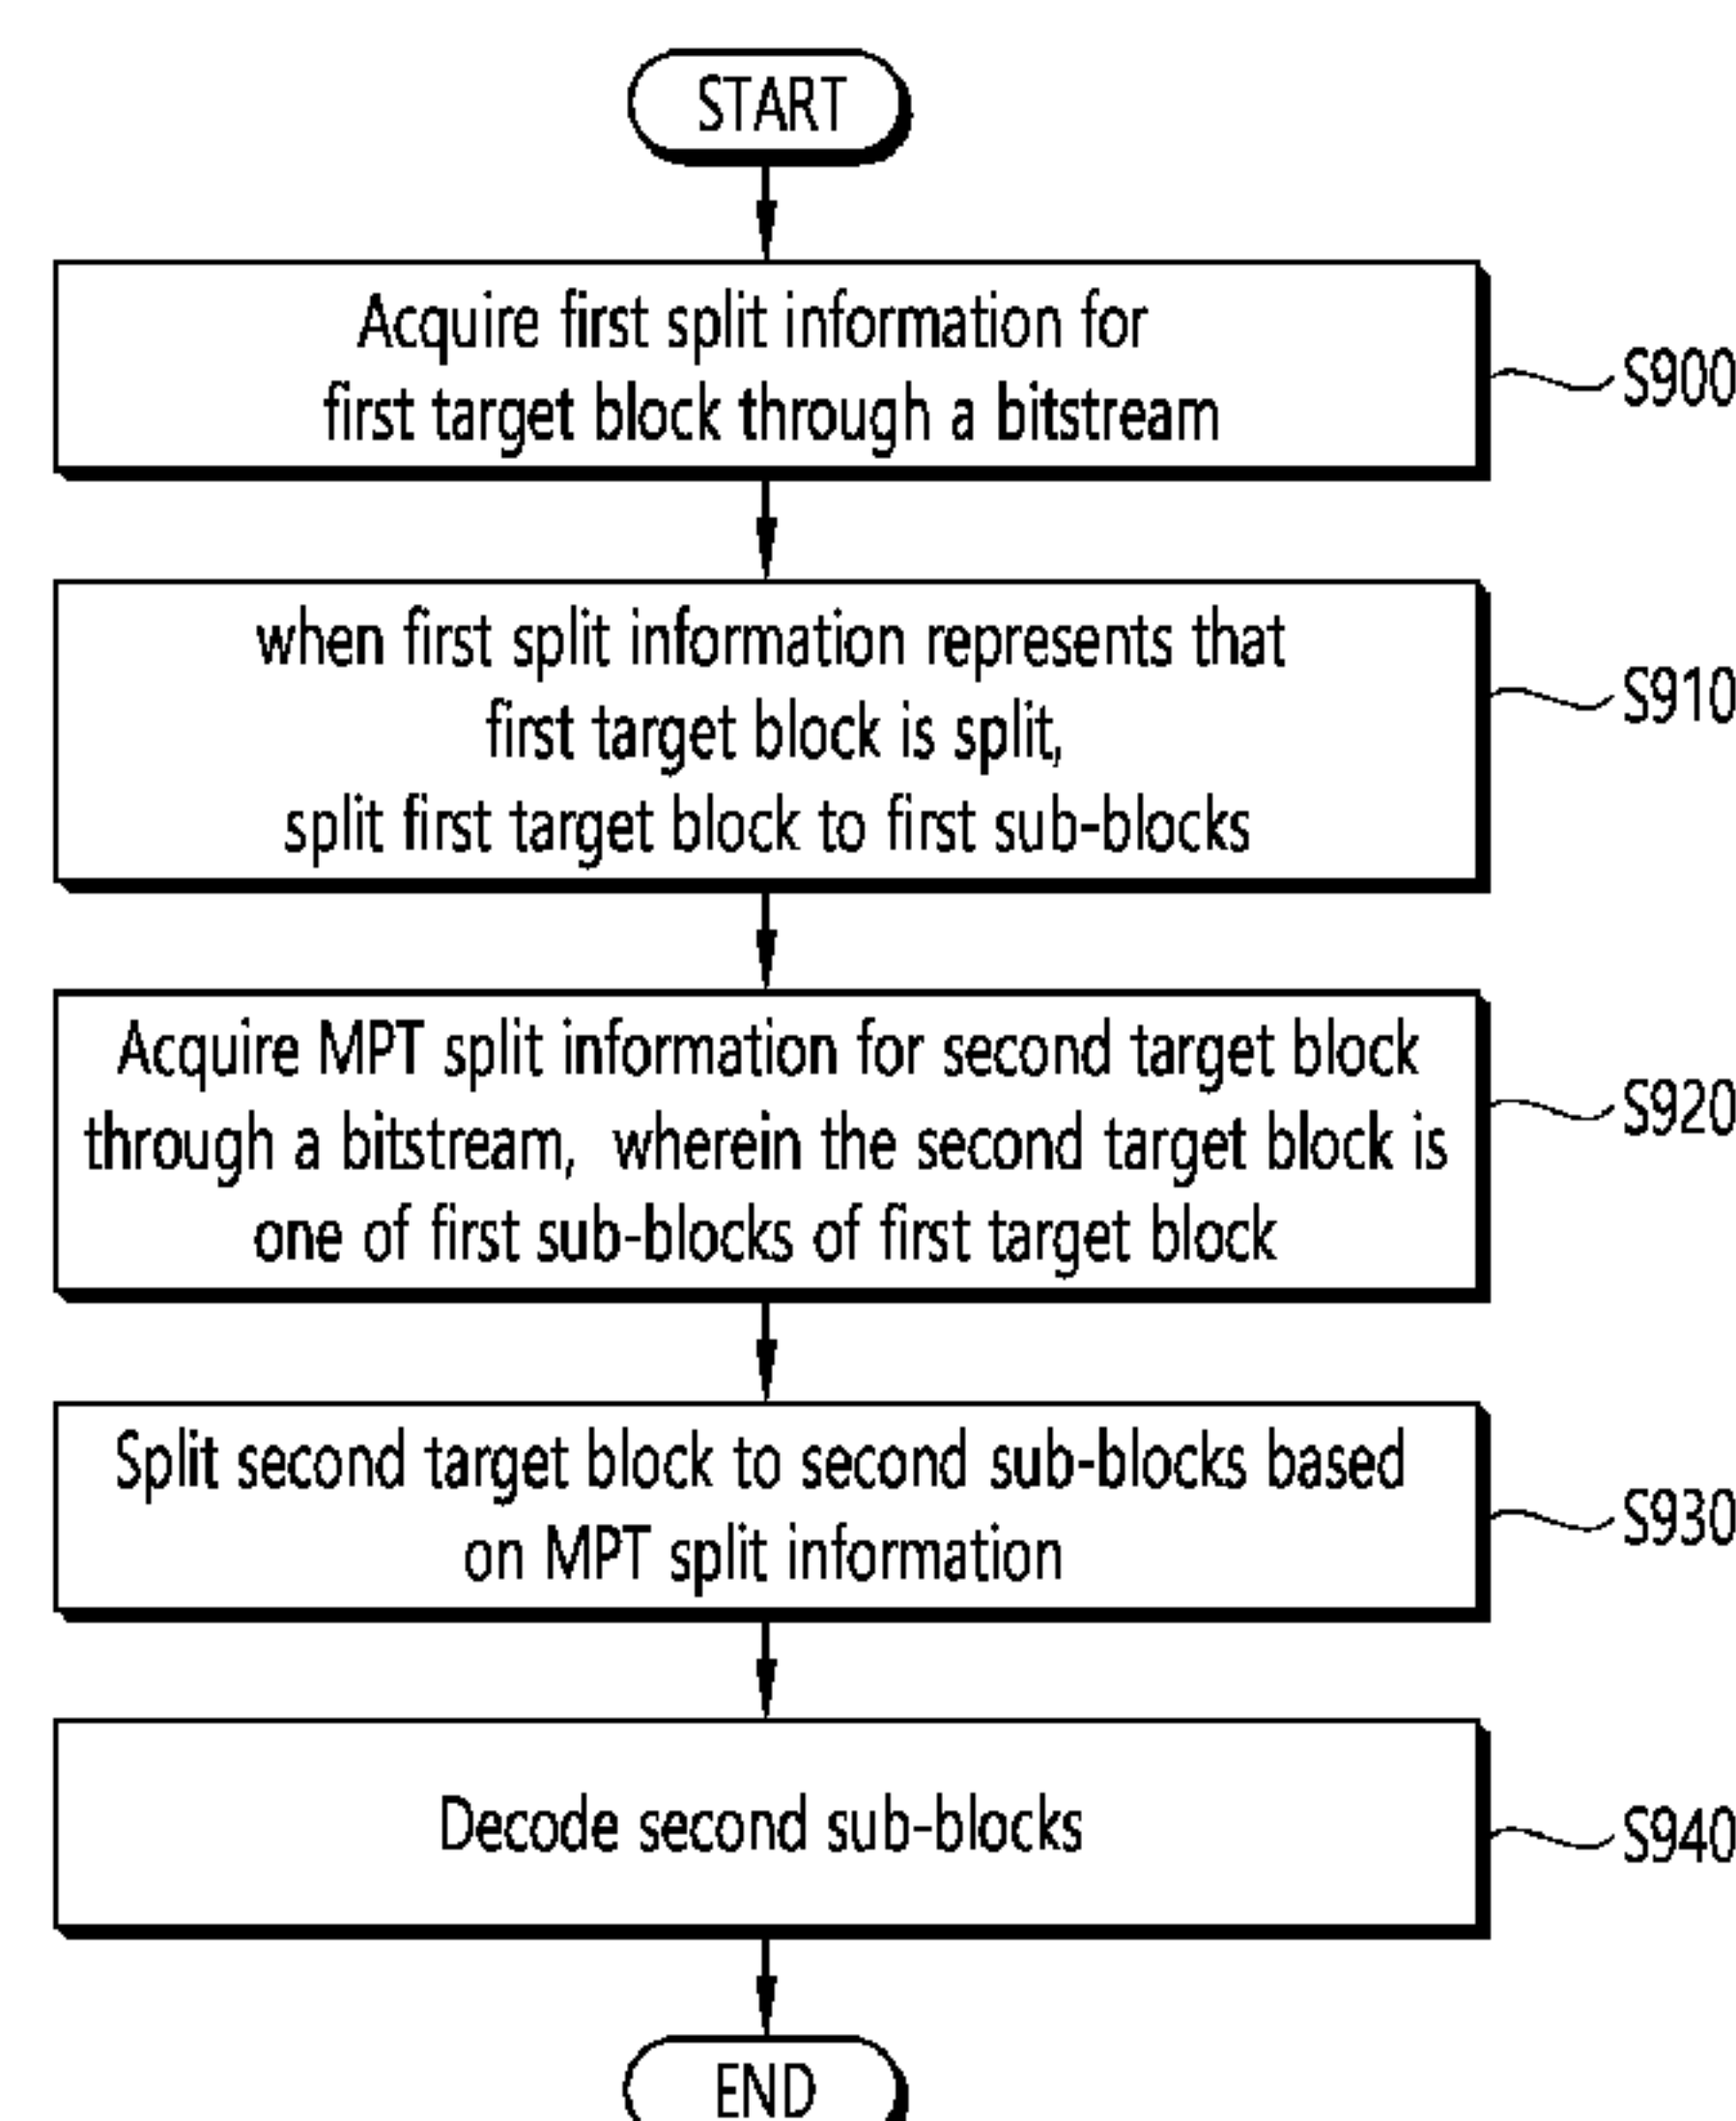 START
Acquire first split information for
first target block through a bitstream
S900
when first split information represents that
first target block is split,
split first target block to first sub-blocks
S910
Acquire MPT split information for second target block
through a bitstream, wherein the second target block is
one of first sub-blocks of first target block
S920
Split second target block to second sub-blocks based
on MPT split information
S930
Decode second sub-blocks
S940
END